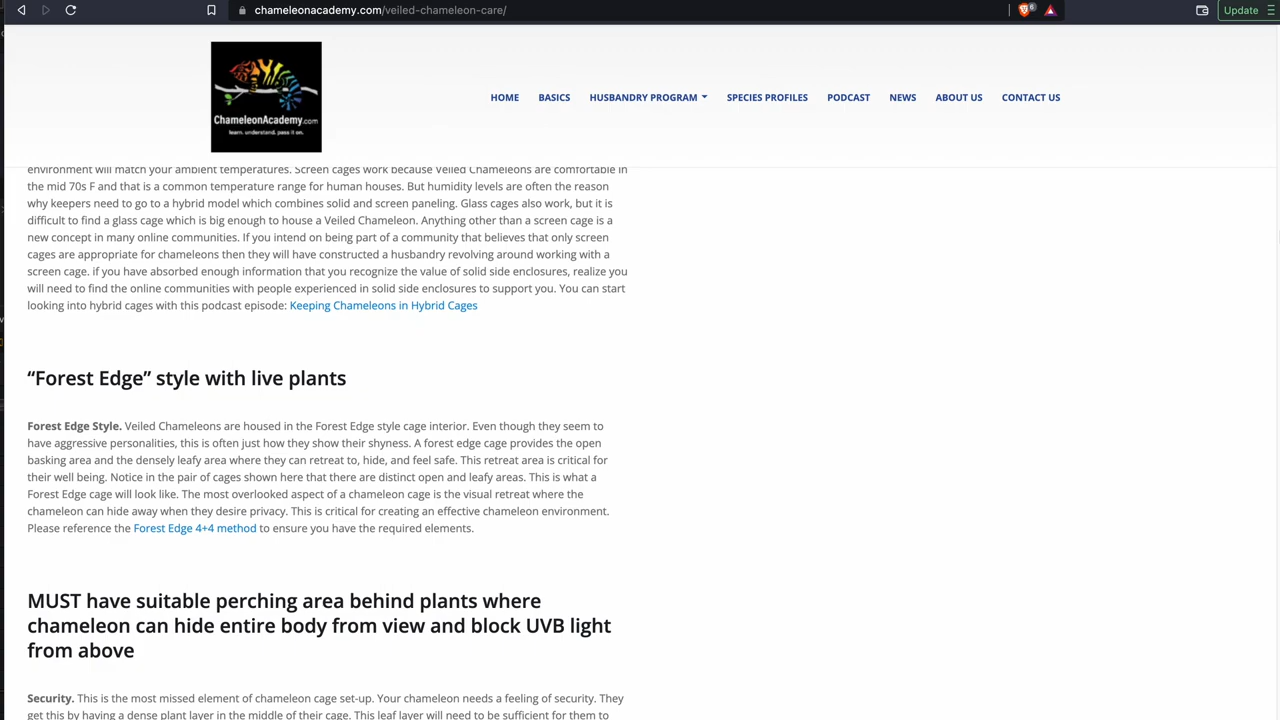 chameleonacademy.com/veiled-chameleon-care/
6
Update
ChameleonAcademy.com
learn. understand. pass it on.
HOME BASICS HUSBANDRY PROGRAM SPECIES PROFILES PODCAST NEWS ABOUT US CONTACT US
environment will match your ambient temperatures. Screen cages work because Veiled Chameleons are comfortable in
the mid 70s F and that is a common temperature range for human houses. But humidity levels are often the reason
why keepers need to go to a hybrid model which combines solid and screen paneling. Glass cages also work, but it is
difficult to find a glass cage which is big enough to house a Veiled Chameleon. Anything other than a screen cage is a
new concept in many online communities. If you intend on being part of a community that believes that only screen
cages are appropriate for chameleons then they will have constructed a husbandry revolving around working with a
screen cage. if you have absorbed enough information that you recognize the value of solid side enclosures, realize you
will need to find the online communities with people experienced in solid side enclosures to support you. You can start
looking into hybrid cages with this podcast episode: Keeping Chameleons in Hybrid Cages
“Forest Edge” style with live plants
Forest Edge Style. Veiled Chameleons are housed in the Forest Edge style cage interior. Even though they seem to
have aggressive personalities, this is often just how they show their shyness. A forest edge cage provides the open
basking area and the densely leafy area where they can retreat to, hide, and feel safe. This retreat area is critical for
their well being. Notice in the pair of cages shown here that there are distinct open and leafy areas. This is what a
Forest Edge cage will look like. The most overlooked aspect of a chameleon cage is the visual retreat where the
chameleon can hide away when they desire privacy. This is critical for creating an effective chameleon environment.
Please reference the Forest Edge 4+4 method to ensure you have the required elements.
MUST have suitable perching area behind plants where
chameleon can hide entire body from view and block UVB light
from above
Security. This is the most missed element of chameleon cage set-up. Your chameleon needs a feeling of security. They
get this by having a dense plant layer in the middle of their cage. This leaf layer will need to be sufficient for them to